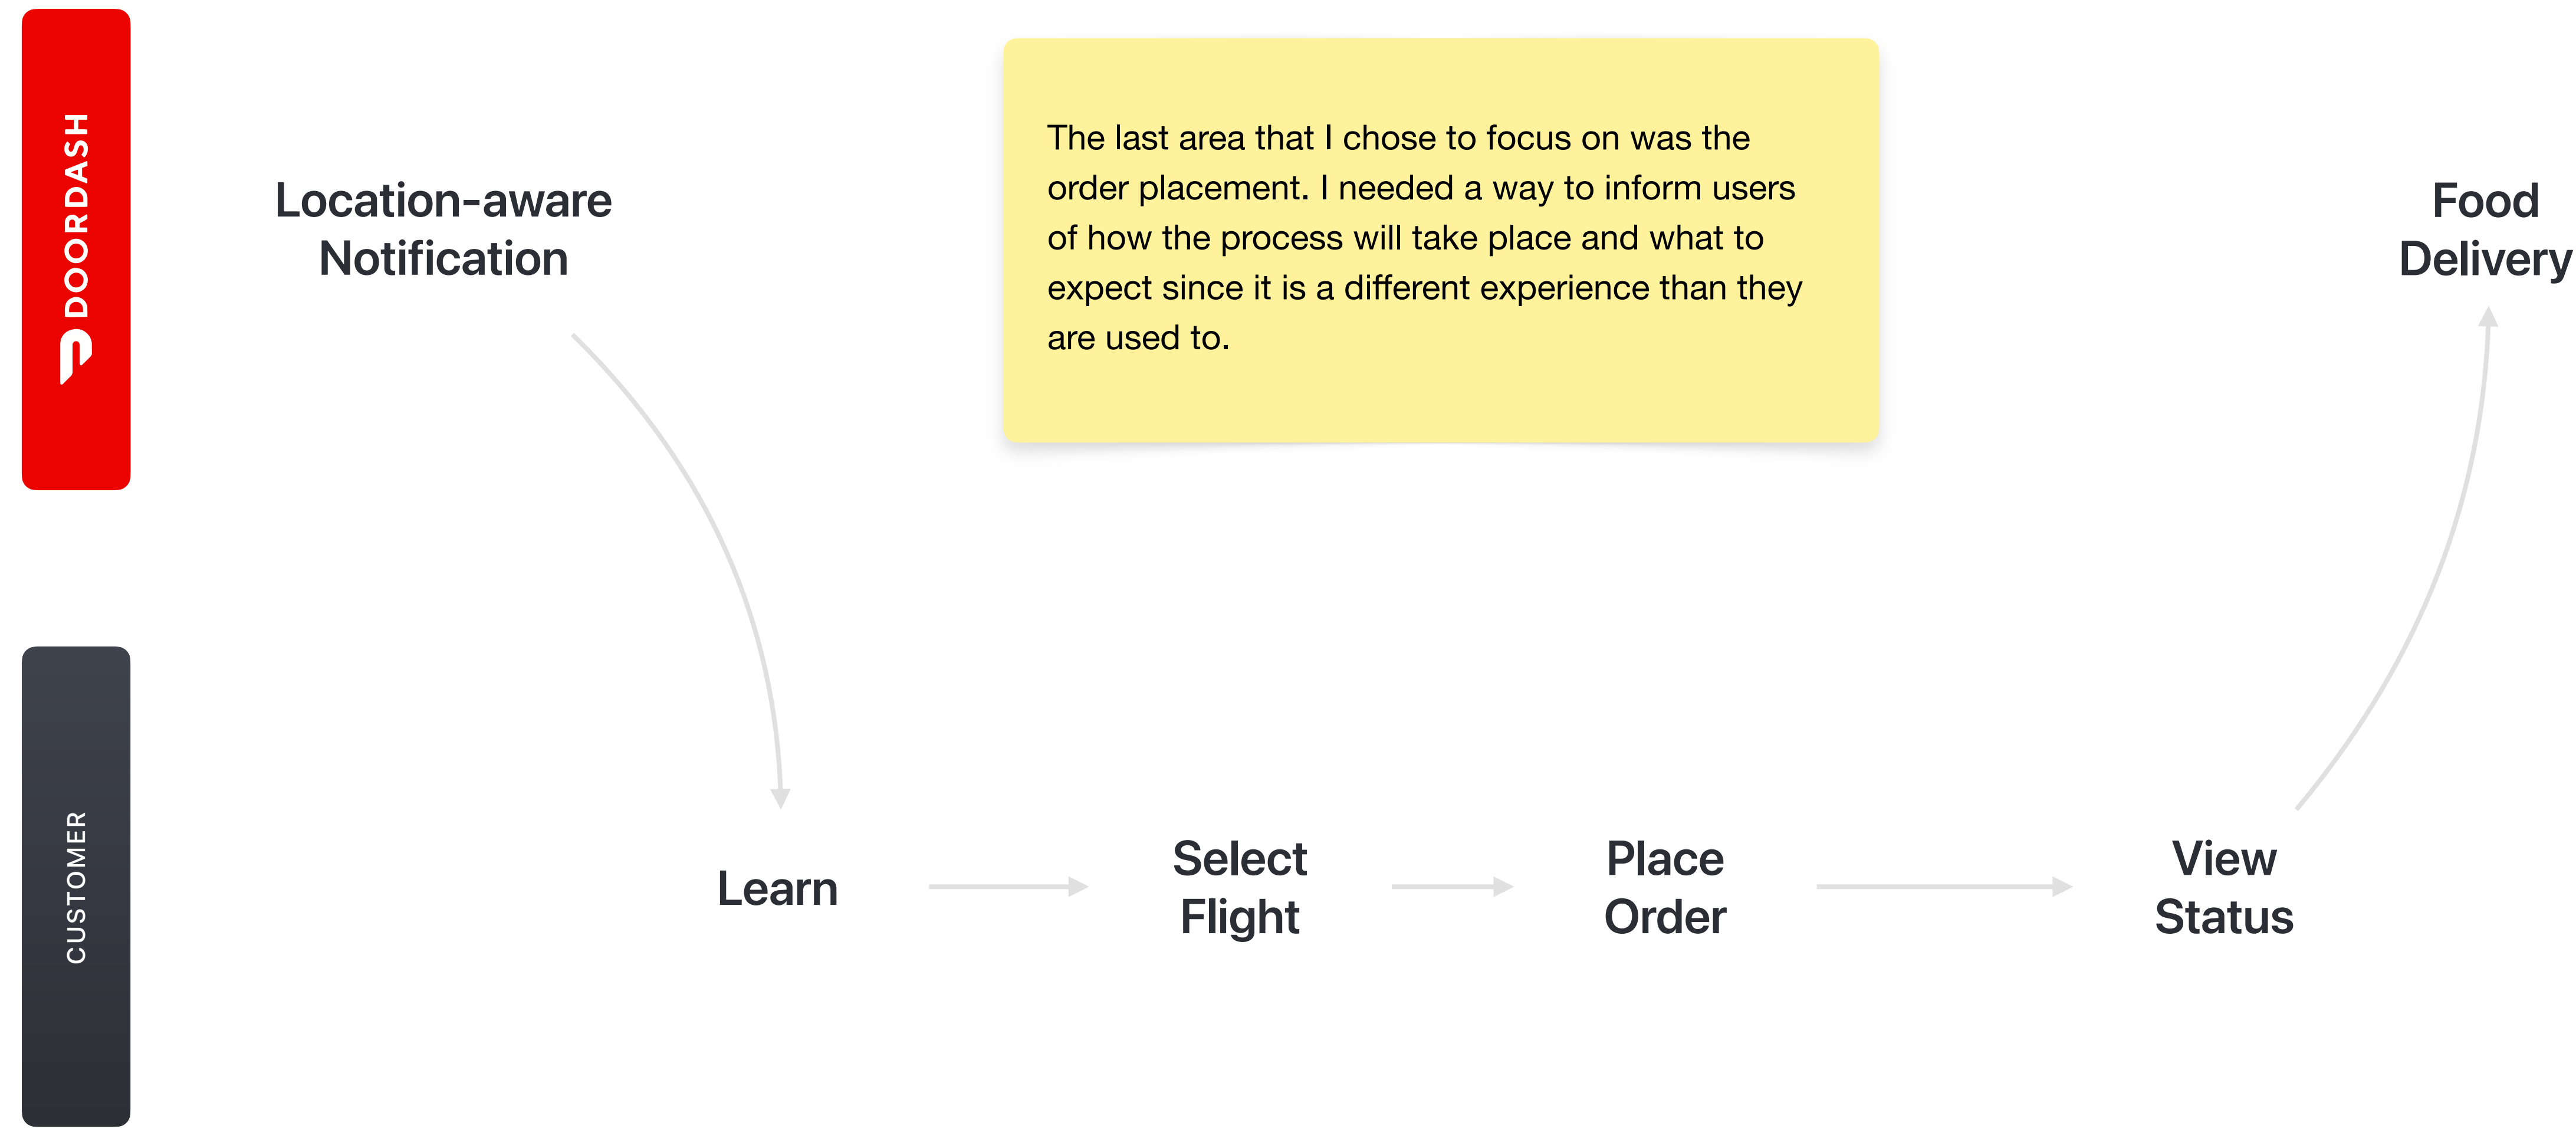 DOORDASH
Location-aware
Notification
The last area that I chose to focus on was the
order placement. I needed a way to inform users
of how the process will take place and what to
expect since it is a different experience than they
are used to.
Food
Delivery
CUSTOMER
Learn
Select
Flight
Place
Order
View
Status